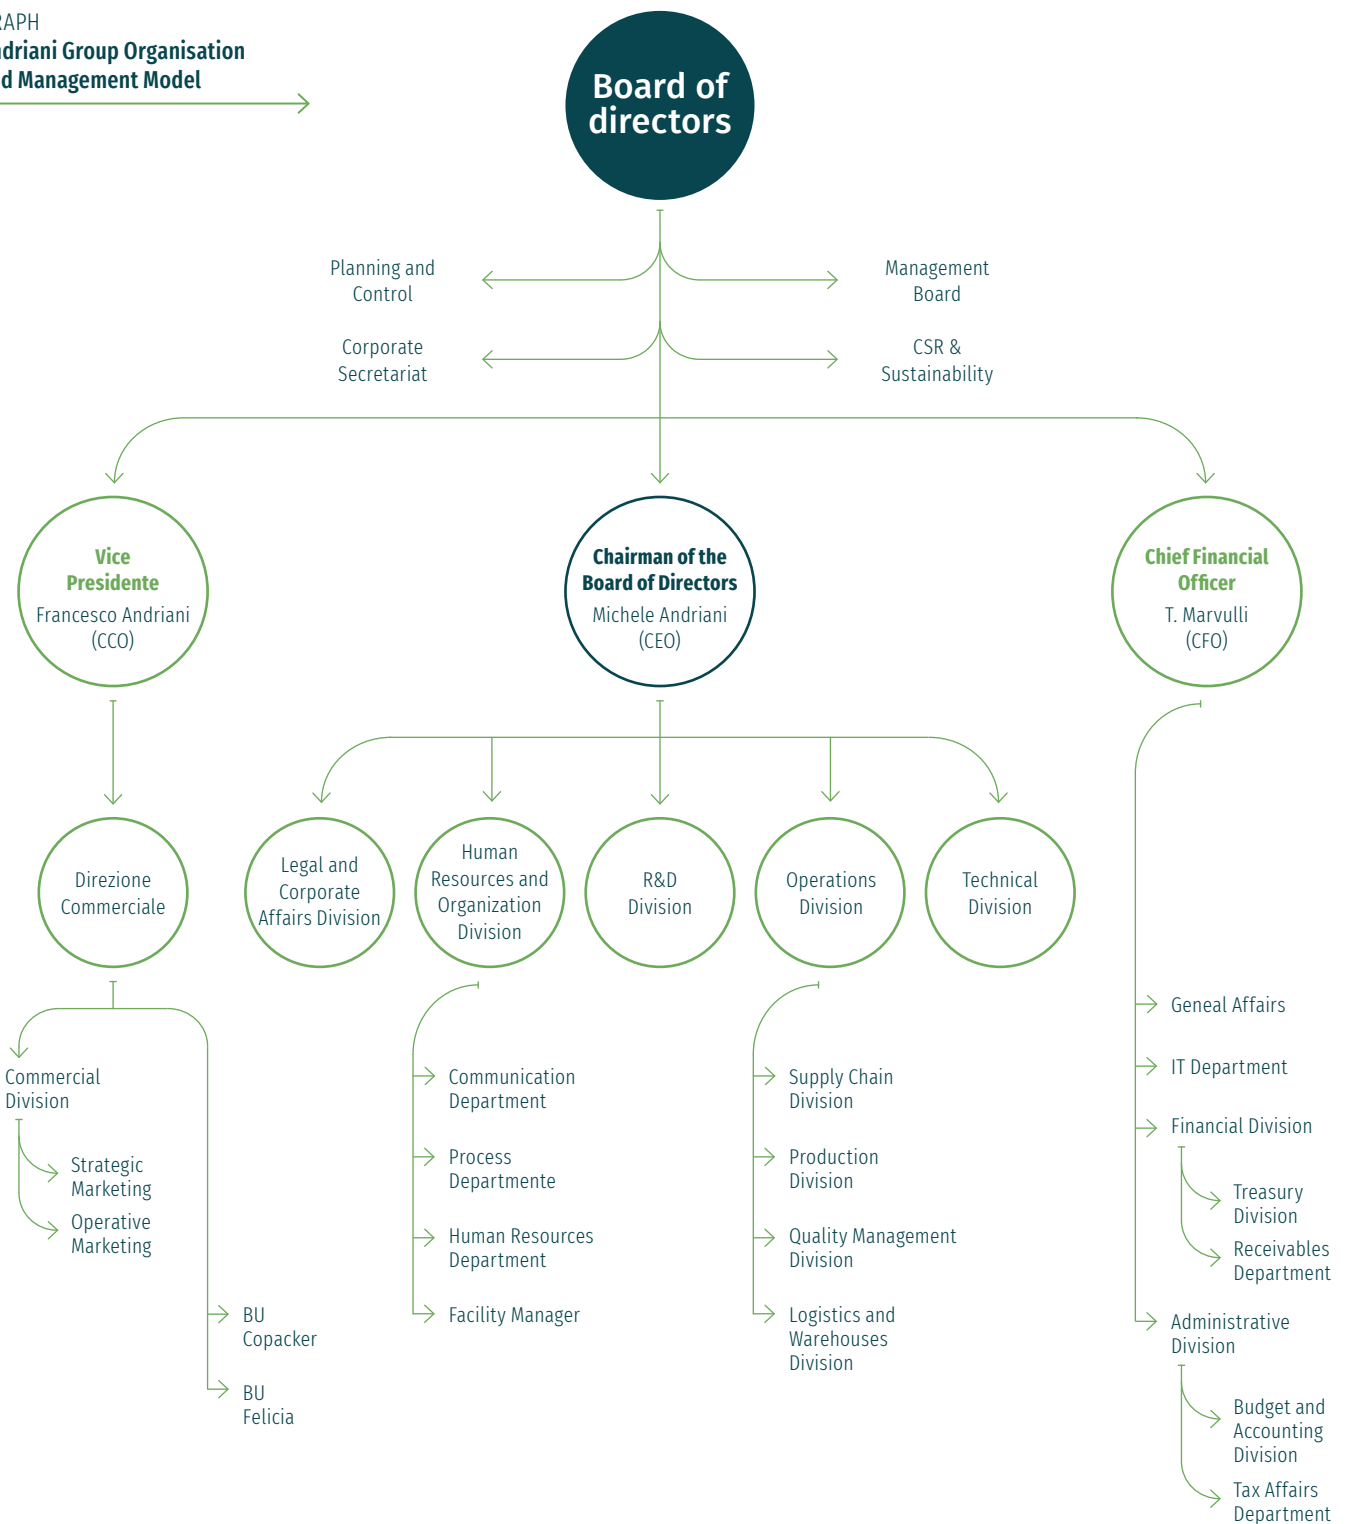 Andriani Group Organisation
Management Model
Board of
directors
Planning and
Control
Management
Board
Corporate
Secretariat
CSR &
Sustainability
Vice
Presidente
Francesco Andriani
(CCO)
Chairman of the
Board of Directors
Michele Andriani
(CEO)
Chief Financial
Officer
T. Marvulli
(CFO)
Direzione
Commerciale
Legal and
Corporate
Affairs Division
Human
Resources and
Organization
Division
R&D
Division
Operations
Division
Technical
Division
Commercial
Division
Strategic
Marketing
Operative
Marketing
BU
Copacker
BU
Felicia
Communication
Department
Process
Departmente
Human Resources
Department
Facility Manager
Supply Chain
Division
Production
Division
Quality Management
Division
Logistics and
Warehouses
Division
Geneal Affairs
IT Department
Financial Division
Treasury
Division
Receivables
Department
Administrative
Division
Budget and
Accounting
Division
Tax Affairs
Department